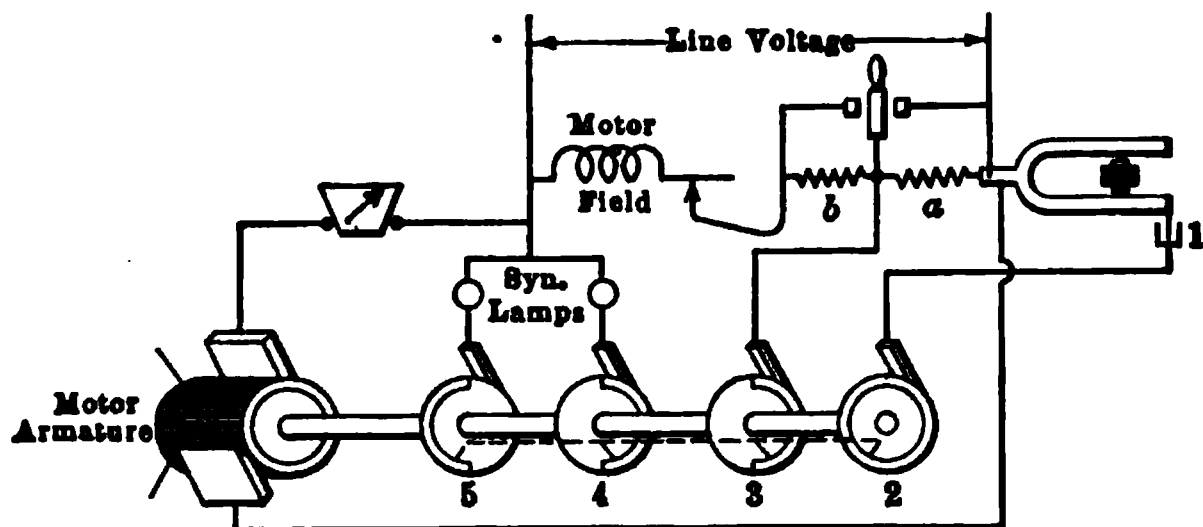 Line Voltage
Motor
Field
b
a
1
Syn.
Lamps
Motor
Armature
5
4
3
2